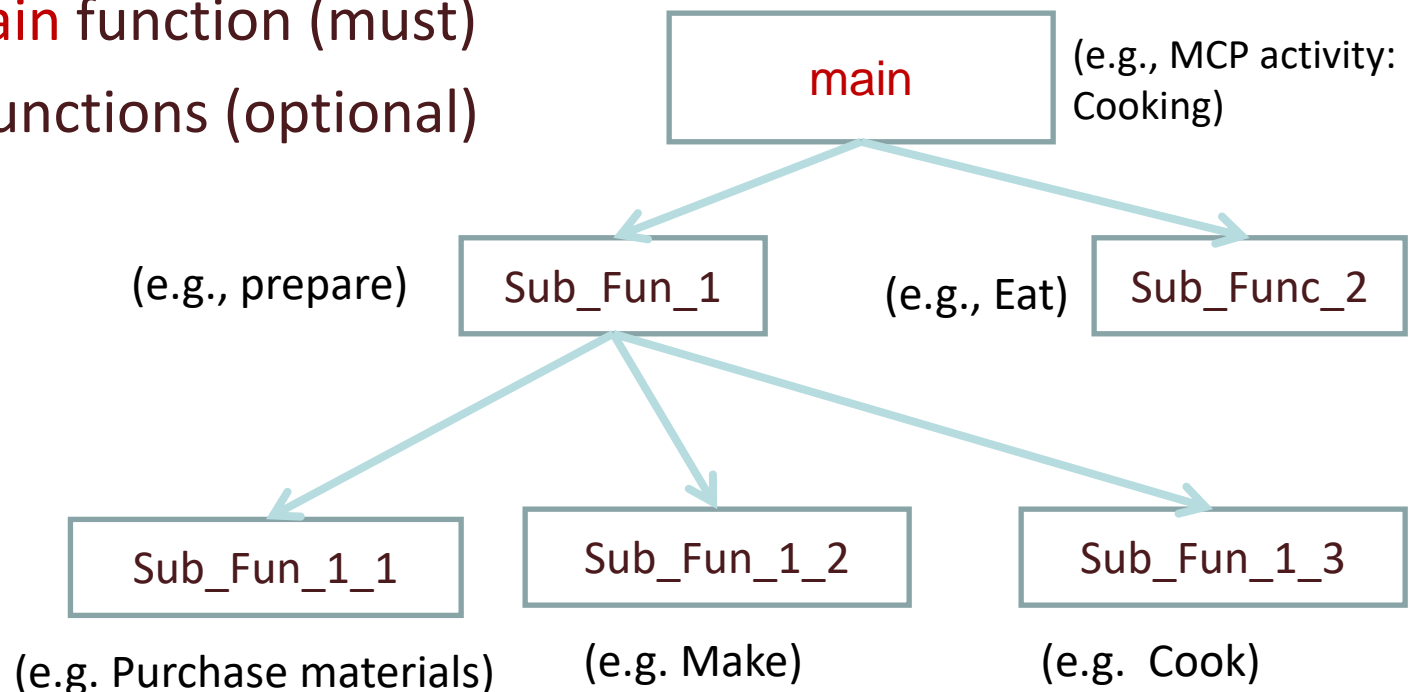 ain function (must)
unctions (optional)
main
(e.g., MCP activity:
Cooking)
(e.g., prepare)
Sub_Fun_1
(e.g., Eat)
Sub_Func_2
Sub_Fun_1_1
Sub_Fun_1_2
Sub_Fun_1_3
(e.g. Purchase materials)
(e.g. Make)
(e.g.  Cook)